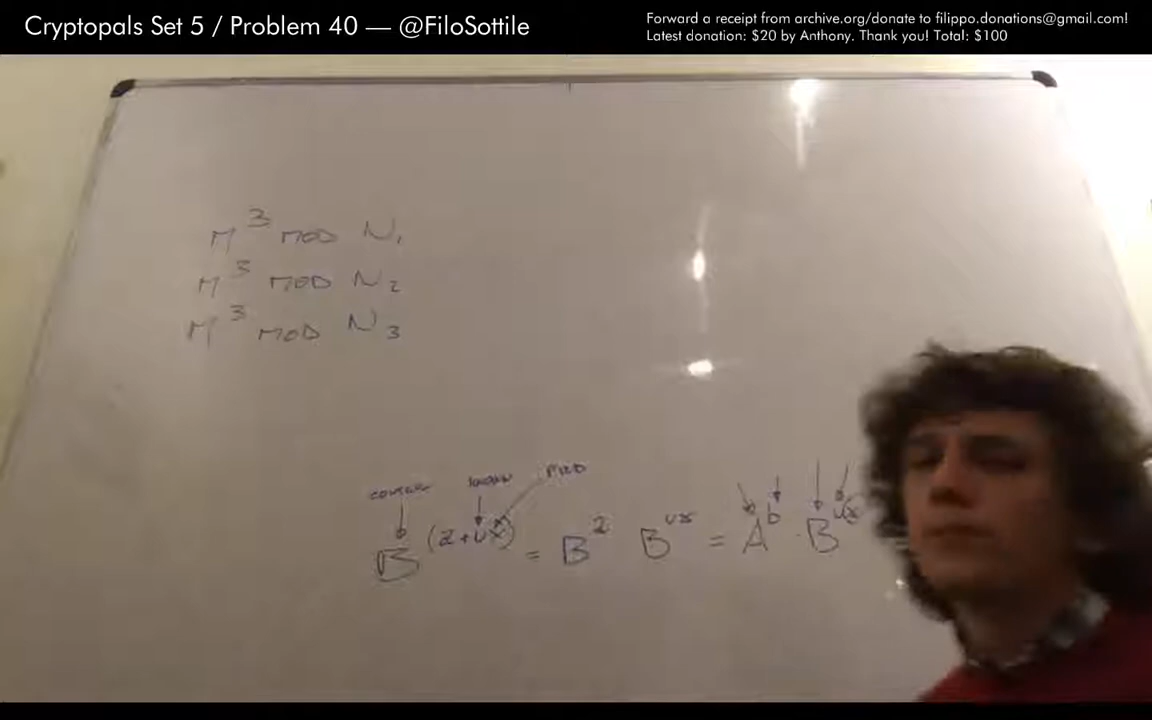 Cryptopals Set 5 / Problem 40 — @FiloSottile
Forward a receipt from archive.org/donate to filippo.donations@gmail.com!
Latest donation: $20 by Anthony. Thank you! Total: $100
M³ MOD N₁
M³ MOD N₂
M³ MOD N₃
B^(2+ux) = B² B^ux = A^b · B^ux